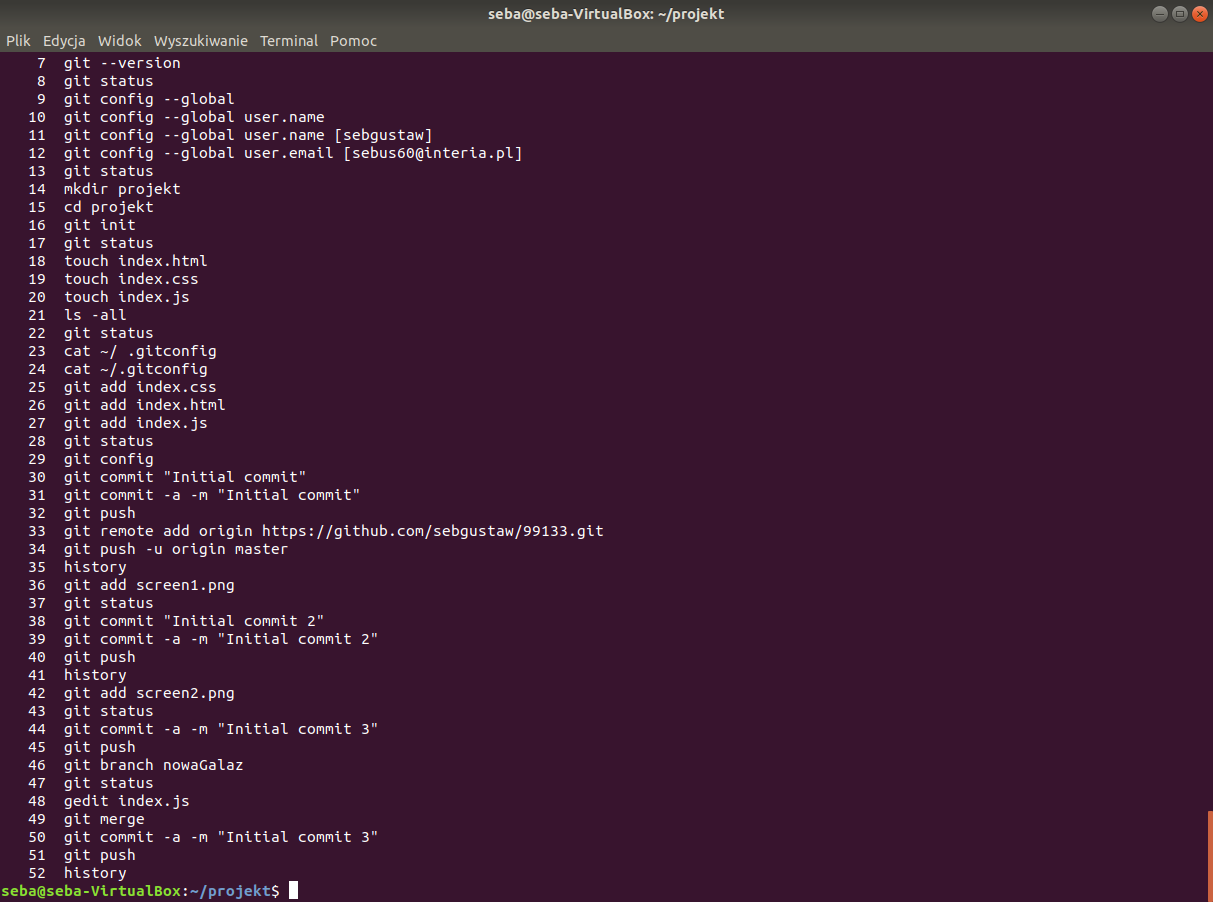 seba@seba-VirtualBox: ~/projekt
Plik Edycja Widok Wyszukiwanie Terminal Pomoc
7 git --version
8 git status
9 git config --global
10 git config --global user.name
11 git config --global user.name [sebgustaw]
12 git config --global user.email [sebus60@interia.pl]
13 git status
14 mkdir projekt
15 cd projekt
16 git init
17 git status
18 touch index.html
19 touch index.css
20 touch index.js
21 ls -all
22 git status
23 cat ~/ .gitconfig
24 cat ~/.gitconfig
25 git add index.css
26 git add index.html
27 git add index.js
28 git status
29 git config
30 git commit "Initial commit"
31 git commit -a -m "Initial commit"
32 git push
33 git remote add origin https://github.com/sebgustaw/99133.git
34 git push -u origin master
35 history
36 git add screen1.png
37 git status
38 git commit "Initial commit 2"
39 git commit -a -m "Initial commit 2"
40 git push
41 history
42 git add screen2.png
43 git status
44 git commit -a -m "Initial commit 3"
45 git push
46 git branch nowaGalaz
47 git status
48 gedit index.js
49 git merge
50 git commit -a -m "Initial commit 3"
51 git push
52 history
seba@seba-VirtualBox:~/projekt$